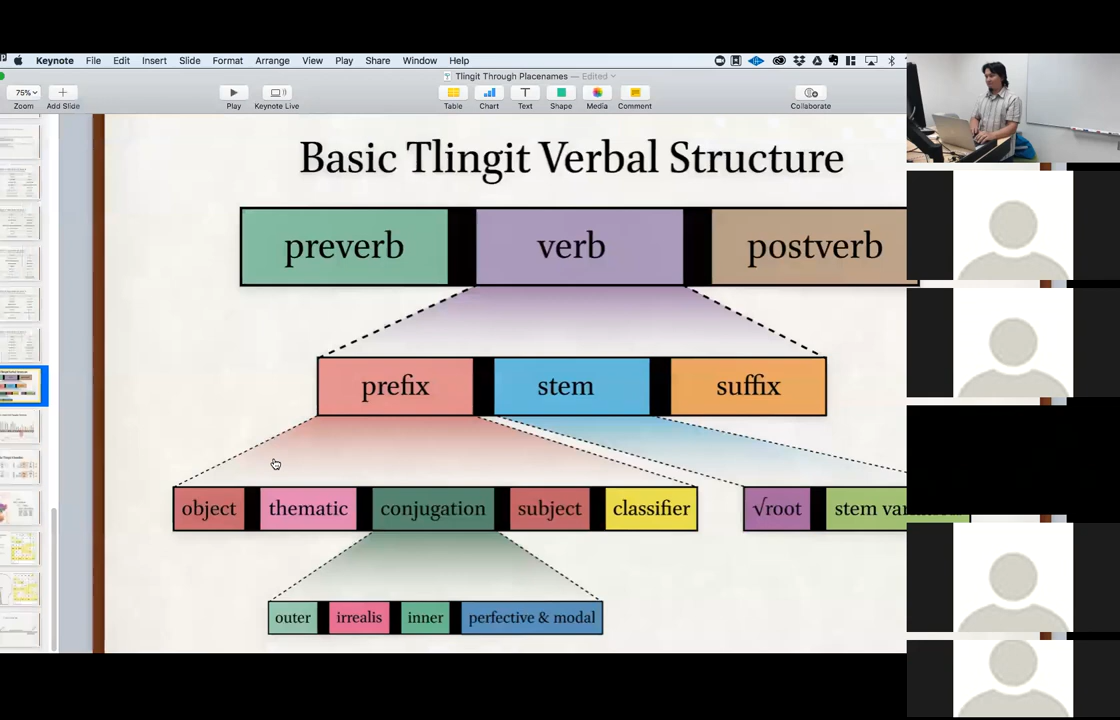 Keynote File Edit Insert Slide Format Arrange View Play Share Window Help
Tlingit Through Placenames — Edited
75%
Zoom Add Slide Play Keynote Live Table Chart Text Shape Media Comment Collaborate
Basic Tlingit Verbal Structure
preverb verb postverb
prefix stem suffix
object thematic conjugation subject classifier √root stem
outer irrealis inner perfective & modal